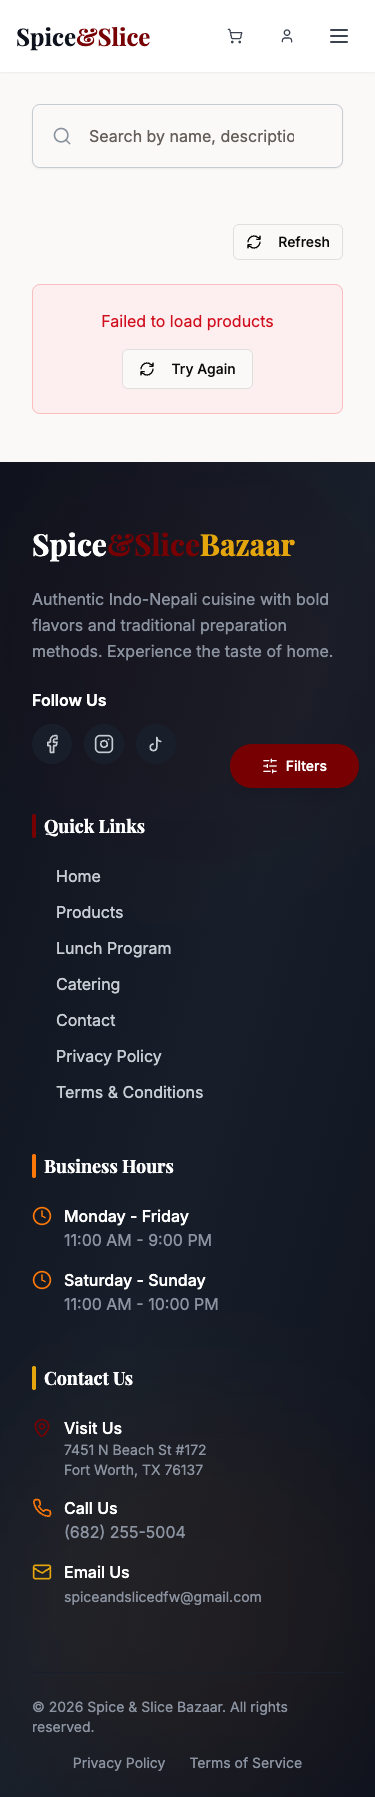 Spice&Slice
Search by name, descriptio
Refresh
Failed to load products
Try Again
Spice&SliceBazaar
Authentic Indo-Nepali cuisine with bold
flavors and traditional preparation
methods. Experience the taste of home.
Follow Us
Filters
Quick Links
Home
Products
Lunch Program
Catering
Contact
Privacy Policy
Terms & Conditions
Business Hours
Monday - Friday
11:00 AM - 9:00 PM
Saturday - Sunday
11:00 AM - 10:00 PM
Contact Us
Visit Us
7451 N Beach St #172
Fort Worth, TX 76137
Call Us
(682) 255-5004
Email Us
spiceandslicedfw@gmail.com
© 2026 Spice & Slice Bazaar. All rights
reserved.
Privacy Policy Terms of Service